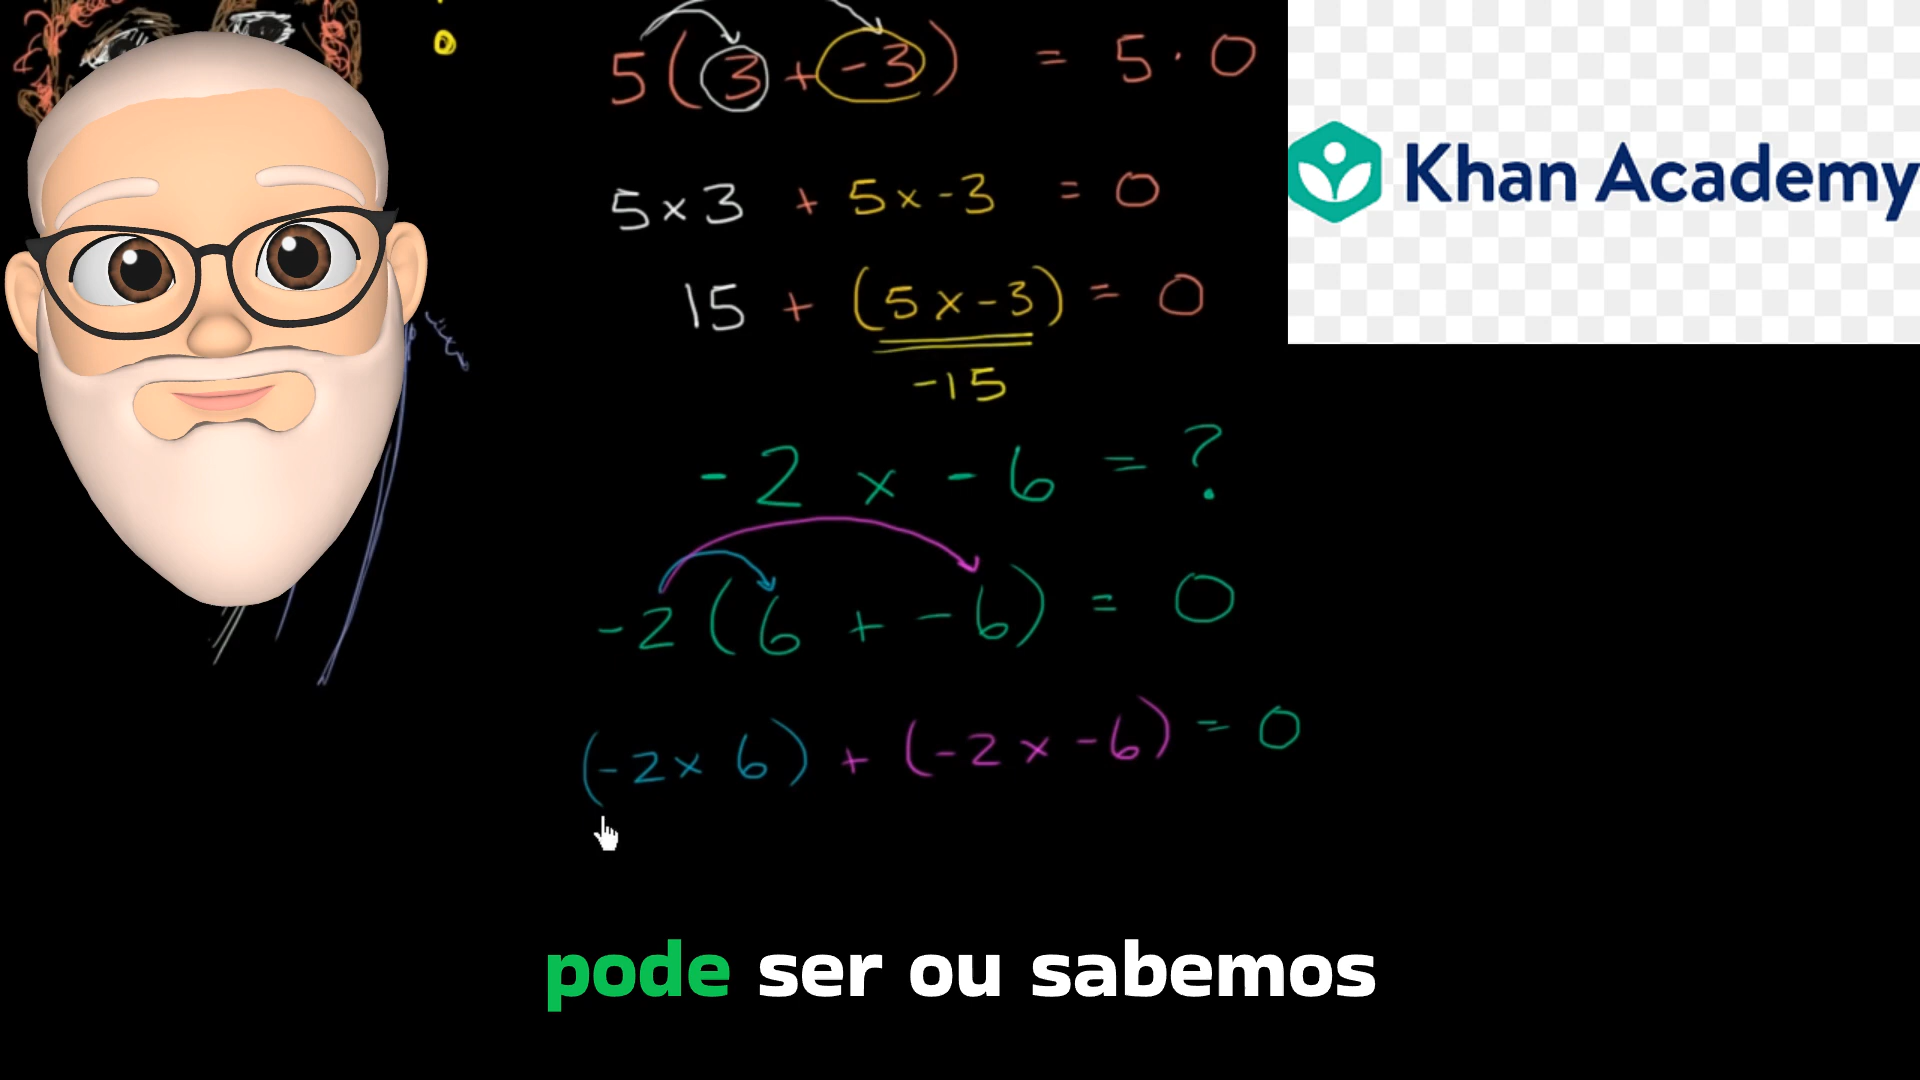 5(3 + -3) = 5 · 0
Khan Academy
5 x 3 + 5 x -3 = 0
15 + (5 x -3) = 0
-15
-2 x -6 = ?
-2(6 + -6) = 0
(-2 x 6) + (-2 x -6) = 0
pode ser ou sabemos